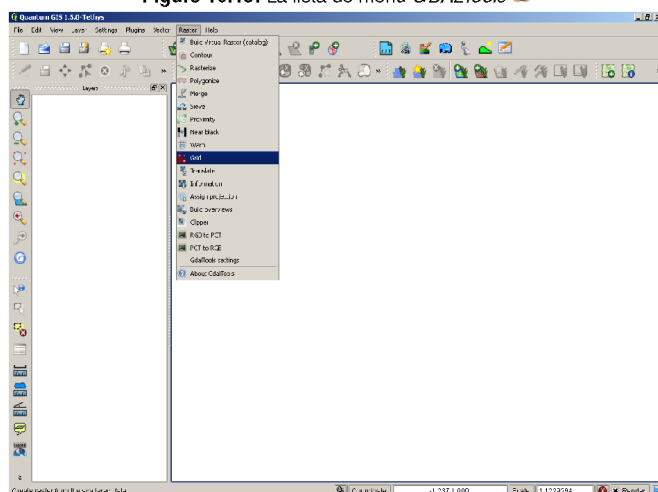 Figure 10.15: La lista de menú GDALTools
Quantum GIS 1.5.0-Tethys
File Edit View Layer Settings Plugins Vector Raster Help
Build Virtual Raster (catalog)
Contour
Rasterize
Polygonize
Merge
Sieve
Proximity
Near black
Warp
Grid
Translate
Information
Assign projection
Build overviews
Clipper
RGB to PCT
PCT to RGB
GdalTools settings
About GdalTools
Layers
Coordinate:
Scale
Render